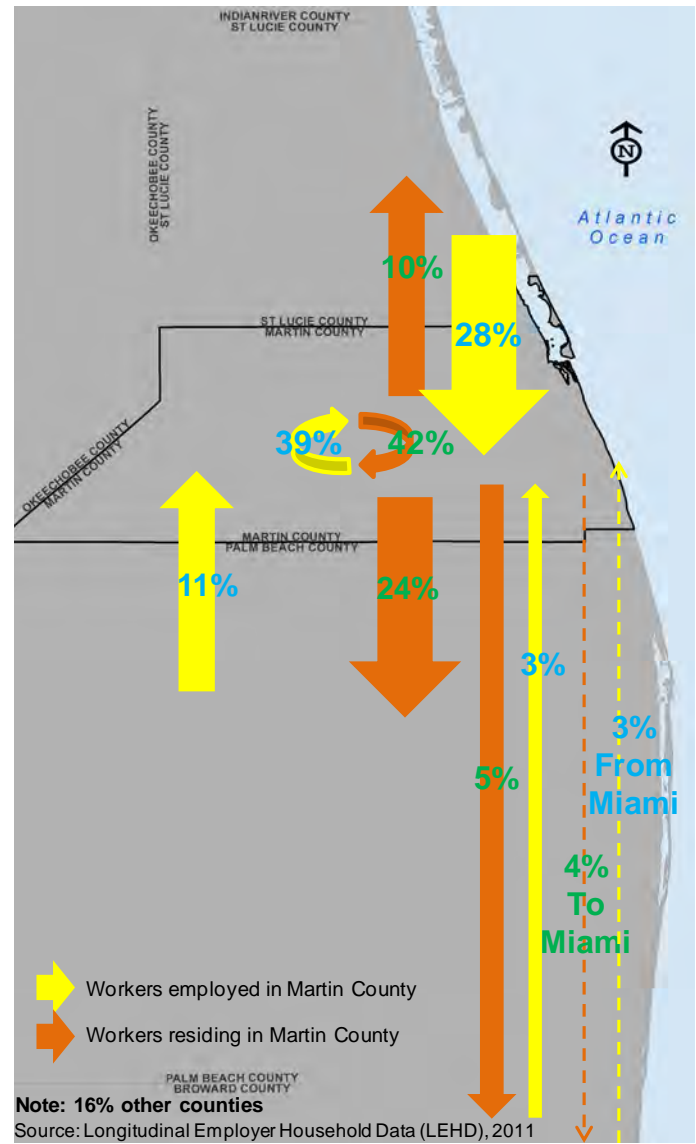 INDIANRIVER COUNTY
ST LUCIE COUNTY
OKEECHOBEE COUNTY
ST LUCIE COUNTY
N
Atlantic
Ocean
10%
28%
ST LUCIE COUNTY
MARTIN COUNTY
39%
42%
OKEECHOBEE COUNTY
MARTIN COUNTY
MARTIN COUNTY
PALM BEACH COUNTY
11%
24%
3%
3%
From
Miami
5%
4%
To
Miami
Workers employed in Martin County
Workers residing in Martin County
PALM BEACH COUNTY
BROWARD COUNTY
Note: 16% other counties
Source: Longitudinal Employer Household Data (LEHD), 2011